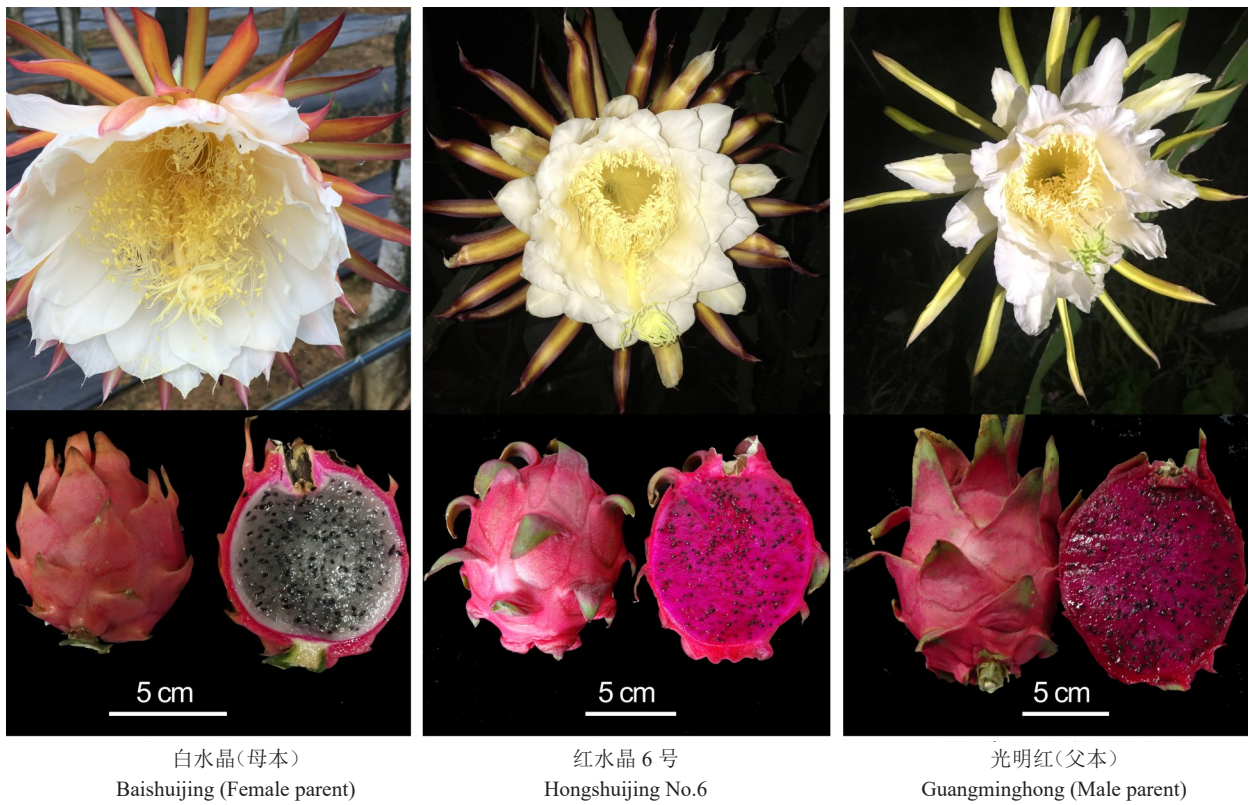 5 cm
5 cm
5 cm
白水晶(母本)
Baishuijing (Female parent)
红水晶 6 号
Hongshuijing No.6
光明红(父本)
Guangminghong (Male parent)